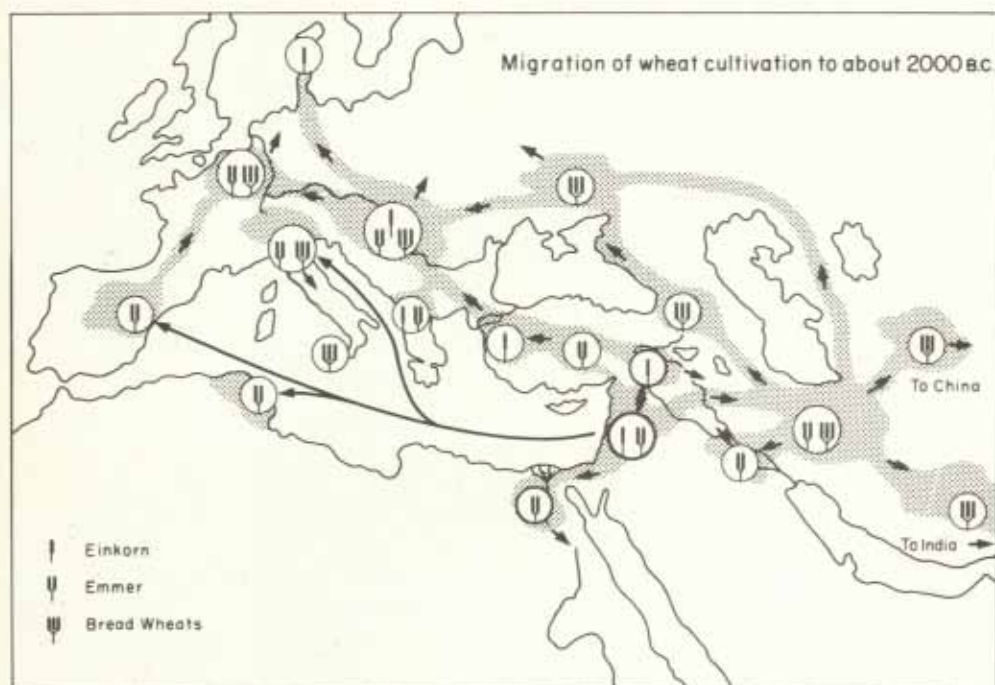 Migration of wheat cultivation to about 2000 B.C.
To China
To India
Einkorn
Emmer
Bread Wheats